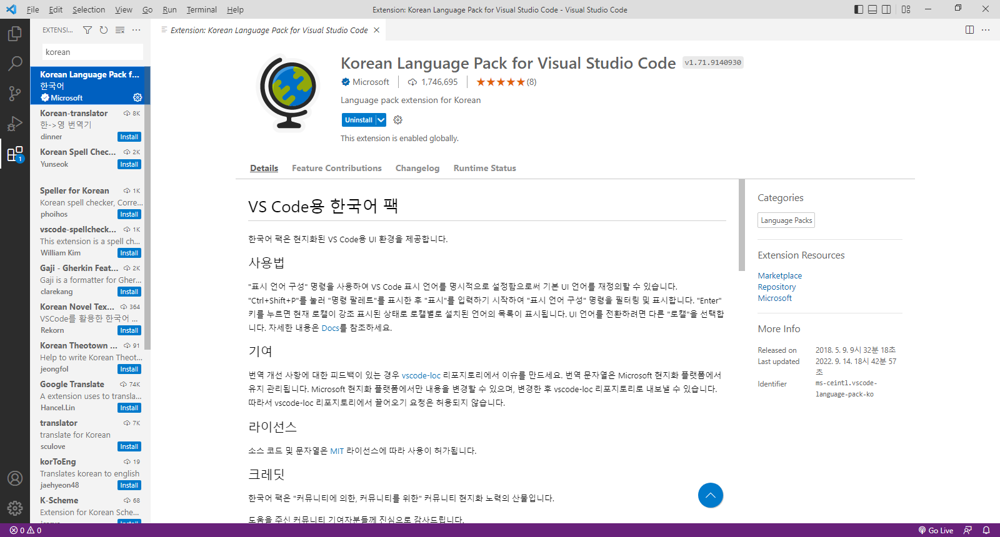 File Edit Selection View Go Run Terminal Help
Extension: Korean Language Pack for Visual Studio Code - Visual Studio Code
EXTENSI...
korean
Korean Language Pack f...
한국어
Microsoft
Korean-translator 8K
한->영 번역기
dinner Install
Korean Spell Chec... 2K
Yunseok Install
Speller for Korean 1K
Korean spell checker, Corre...
phoihos Install
vscode-spellcheck... 1K
This extension is a spell ch...
William Kim Install
Gaji - Gherkin Feat... 2K
Gaji is a formatter for Gher...
clarekang Install
Korean Novel Tex... 364
VSCode를 활용한 한국어 ...
Rekorn Install
Korean Theotown ... 91
Help to write Korean Theot...
jeongfol Install
Google Translate 74K
A extension uses to transla...
Hancel.Lin Install
translator 7K
translate for Korean
sculove Install
korToEng 19
Translates korean to english
jaehyeon48 Install
K-Scheme 68
Extension for Korean Sche...
Extension: Korean Language Pack for Visual Studio Code
Korean Language Pack for Visual Studio Code v1.71.9140930
Microsoft 1,746,695 ★★★★★(8)
Language pack extension for Korean
Uninstall
This extension is enabled globally.
Details Feature Contributions Changelog Runtime Status
VS Code용 한국어 팩
한국어 팩은 현지화된 VS Code용 UI 환경을 제공합니다.
사용법
"표시 언어 구성" 명령을 사용하여 VS Code 표시 언어를 명시적으로 설정함으로써 기본 UI 언어를 재정의할 수 있습니다.
"Ctrl+Shift+P"를 눌러 "명령 팔레트"를 표시한 후 "표시"를 입력하기 시작하여 "표시 언어 구성" 명령을 필터링 및 표시합니다. "Enter"
키를 누르면 현재 로캘이 강조 표시된 상태로 로캘별로 설치된 언어의 목록이 표시됩니다. UI 언어를 전환하려면 다른 "로캘"을 선택합
니다. 자세한 내용은 Docs를 참조하세요.
기여
번역 개선 사항에 대한 피드백이 있는 경우 vscode-loc 리포지토리에서 이슈를 만드세요. 번역 문자열은 Microsoft 현지화 플랫폼에서
유지 관리됩니다. Microsoft 현지화 플랫폼에서만 내용을 변경할 수 있으며, 변경한 후 vscode-loc 리포지토리로 내보낼 수 있습니다.
따라서 vscode-loc 리포지토리에서 끌어오기 요청은 허용되지 않습니다.
라이선스
소스 코드 및 문자열은 MIT 라이선스에 따라 사용이 허가됩니다.
크레딧
한국어 팩은 "커뮤니티에 의한, 커뮤니티를 위한" 커뮤니티 현지화 노력의 산물입니다.
도움을 주신 커뮤니티 기여자분들께 진심으로 감사드립니다.
Categories
Language Packs
Extension Resources
Marketplace
Repository
Microsoft
More Info
Released on 2018. 5. 9. 9시 32분 18초
Last updated 2022. 9. 14. 18시 42분 57
초
Identifier ms-ceintl.vscode-
language-pack-ko
1
0 0
Go Live